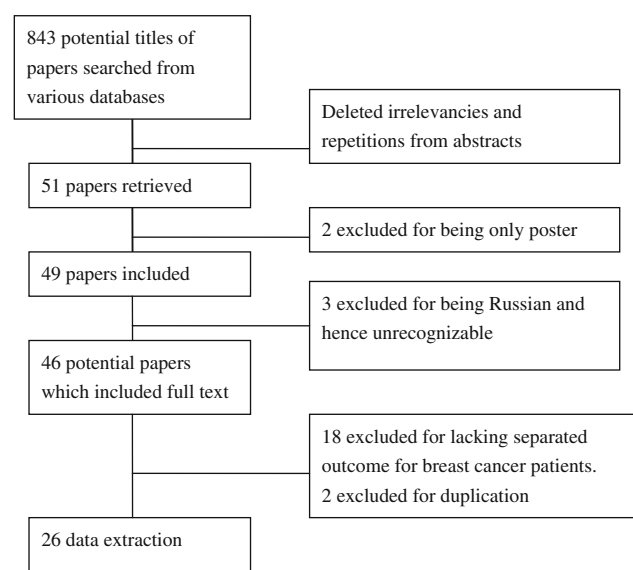 843 potential titles of
papers searched from
various databases
Deleted irrelevancies and
repetitions from abstracts
51 papers retrieved
2 excluded for being only poster
49 papers included
3 excluded for being Russian and
hence unrecognizable
46 potential papers
which included full text
18 excluded for lacking separated
outcome for breast cancer patients.
2 excluded for duplication
26 data extraction